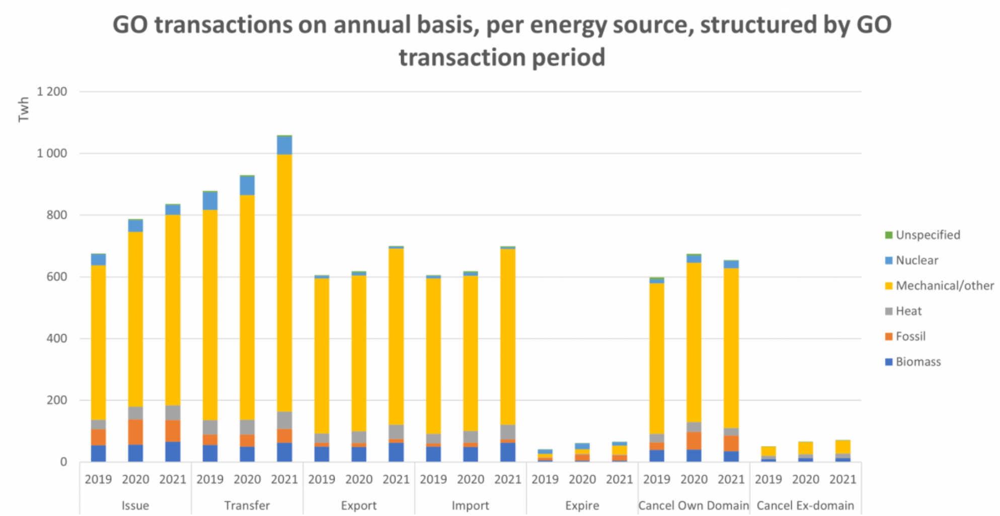 GO transactions on annual basis, per energy source, structured by GO
transaction period
Twh
1 200
1 000
800
600
400
200
0
2019 2020 2021 2019 2020 2021 2019 2020 2021 2019 2020 2021 2019 2020 2021 2019 2020 2021 2019 2020 2021
Issue Transfer Export Import Expire Cancel Own Domain Cancel Ex-domain
Unspecified
Nuclear
Mechanical/other
Heat
Fossil
Biomass